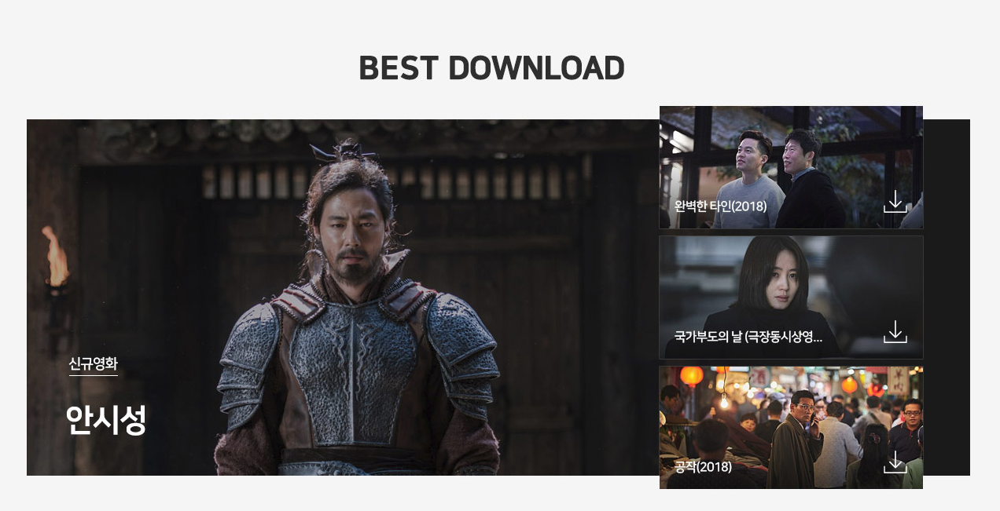 BEST DOWNLOAD
신규영화
안시성
완벽한 타인(2018)
국가부도의 날 (극장동시상영...
공작(2018)